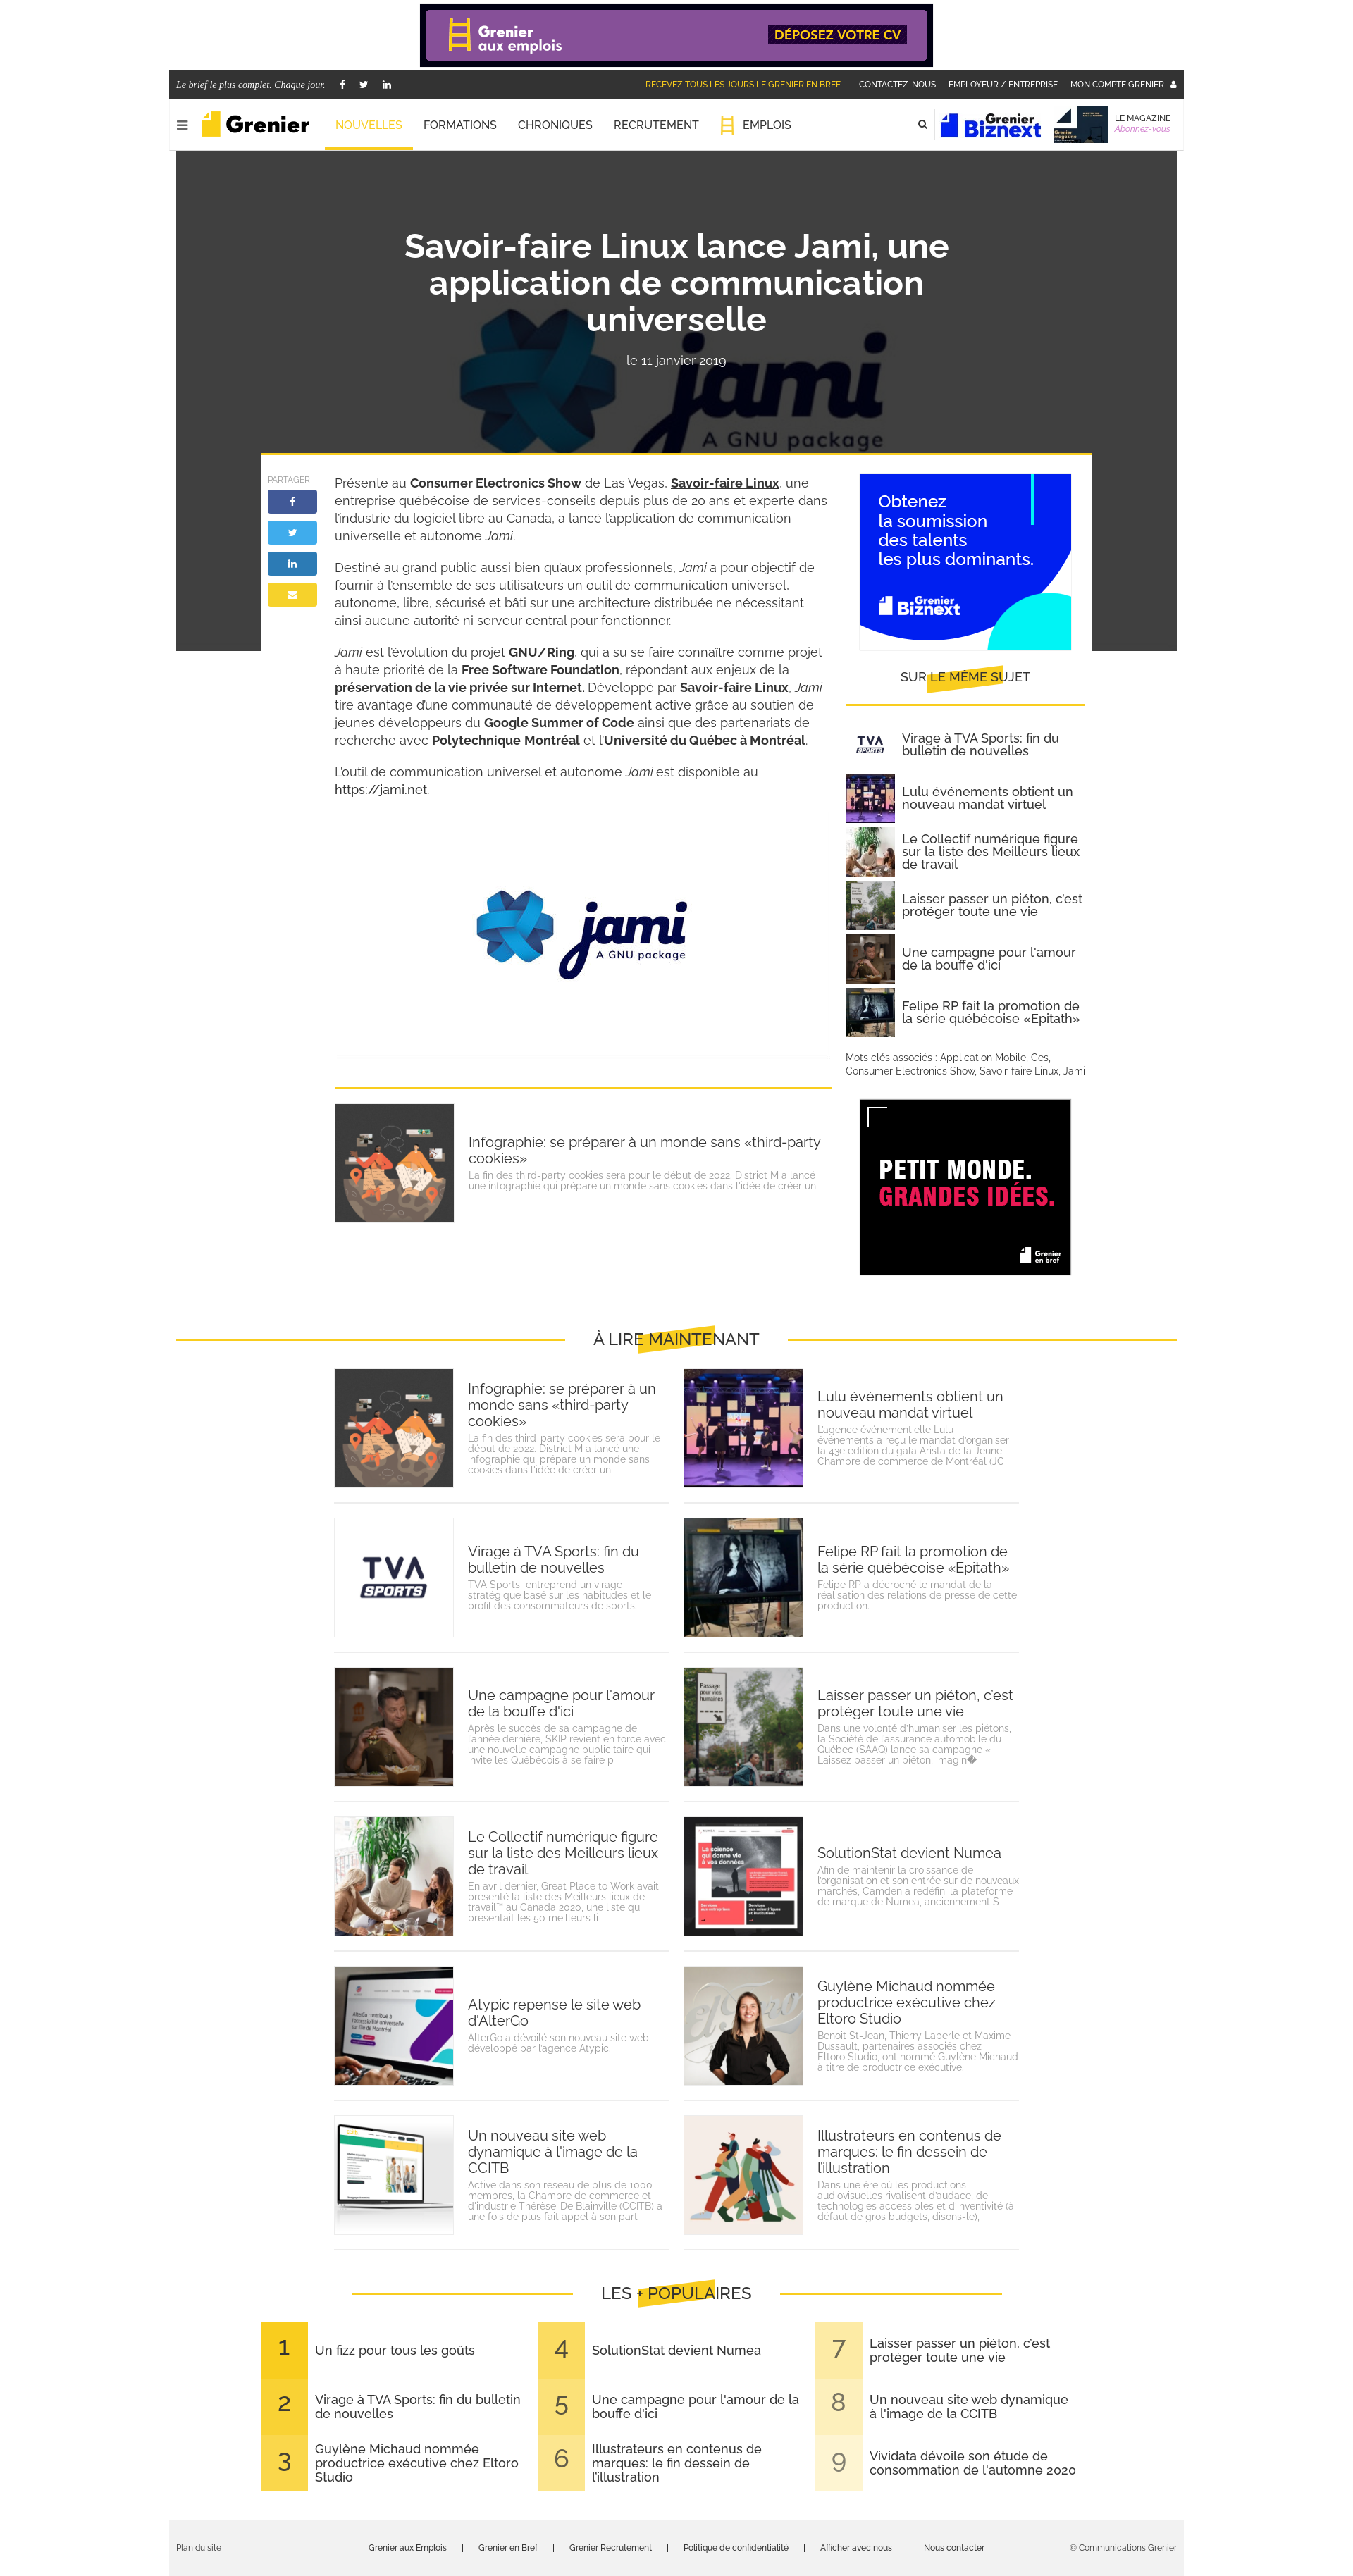 Grenier
aux emplois
DÉPOSEZ VOTRE CV
Le brief le plus complet. Chaque jour.
RECEVEZ TOUS LES JOURS LE GRENIER EN BREF
CONTACTEZ-NOUS
EMPLOYEUR / ENTREPRISE
MON COMPTE GRENIER
Grenier
NOUVELLES
FORMATIONS
CHRONIQUES
RECRUTEMENT
EMPLOIS
Grenier
Biznext
LE MAGAZINE
Abonnez-vous
Savoir-faire Linux lance Jami, une
application de communication
universelle
le 11 janvier 2019
jami
A GNU package
PARTAGER
Présente au Consumer Electronics Show de Las Vegas, Savoir-faire Linux, une
entreprise québécoise de services-conseils depuis plus de 20 ans et experte dans
l’industrie du logiciel libre au Canada, a lancé l’application de communication
universelle et autonome Jami.
Destiné au grand public aussi bien qu’aux professionnels, Jami a pour objectif de
fournir à l’ensemble de ses utilisateurs un outil de communication universel,
autonome, libre, sécurisé et bâti sur une architecture distribuée ne nécessitant
ainsi aucune autorité ni serveur central pour fonctionner.
Jami est l’évolution du projet GNU/Ring, qui a su se faire connaître comme projet
à haute priorité de la Free Software Foundation, répondant aux enjeux de la
préservation de la vie privée sur Internet. Développé par Savoir-faire Linux, Jami
tire avantage d’une communauté de développement active grâce au soutien de
jeunes développeurs du Google Summer of Code ainsi que des partenariats de
recherche avec Polytechnique Montréal et l’Université du Québec à Montréal.
L’outil de communication universel et autonome Jami est disponible au
https://jami.net.
jami
A GNU package
Obtenez
la soumission
des talents
les plus dominants.
Grenier
Biznext
SUR LE MÊME SUJET
TVA
SPORTS
Virage à TVA Sports: fin du
bulletin de nouvelles
Lulu événements obtient un
nouveau mandat virtuel
Le Collectif numérique figure
sur la liste des Meilleurs lieux
de travail
Laisser passer un piéton, c'est
protéger toute une vie
Une campagne pour l'amour
de la bouffe d'ici
Felipe RP fait la promotion de
la série québécoise «Epitath»
Mots clés associés : Application Mobile, Ces,
Consumer Electronics Show, Savoir-faire Linux, Jami
PETIT MONDE.
GRANDES IDÉES.
Grenier
en bref
Infographie: se préparer à un monde sans «third-party
cookies»
La fin des third-party cookies sera pour le début de 2022. District M a lancé
une infographie qui prépare un monde sans cookies dans l'idée de créer un
À LIRE MAINTENANT
Infographie: se préparer à un
monde sans «third-party
cookies»
La fin des third-party cookies sera pour le
début de 2022. District M a lancé une
infographie qui prépare un monde sans
cookies dans l'idée de créer un
Lulu événements obtient un
nouveau mandat virtuel
L’agence événementielle Lulu
événements a reçu le mandat d’organiser
la 43e édition du gala Arista de la Jeune
Chambre de commerce de Montréal (JC
TVA
SPORTS
Virage à TVA Sports: fin du
bulletin de nouvelles
TVA Sports entreprend un virage
stratégique basé sur les habitudes et le
profil des consommateurs de sports.
Felipe RP fait la promotion de
la série québécoise «Epitath»
Felipe RP a décroché le mandat de la
réalisation des relations de presse de cette
production.
Une campagne pour l'amour
de la bouffe d'ici
Après le succès de sa campagne de
l’année dernière, SKIP revient en force avec
une nouvelle campagne publicitaire qui
invite les Québécois à se faire p
Passage
pour vies
humaines
Laisser passer un piéton, c'est
protéger toute une vie
Dans une volonté d’humaniser les piétons,
la Société de l’assurance automobile du
Québec (SAAQ) lance sa campagne «
Laissez passer un piéton, imagin�
Le Collectif numérique figure
sur la liste des Meilleurs lieux
de travail
En avril dernier, Great Place to Work avait
présenté la liste des Meilleurs lieux de
travail™ au Canada 2020, une liste qui
présentait les 50 meilleurs li
La science
qui donne vie
à vos données
SolutionStat devient Numea
Afin de maintenir la croissance de
l’organisation et son entrée sur de nouveaux
marchés, Camden a redéfini la plateforme
de marque de Numea, anciennement S
AlterGo contribue à
l'accessibilité universelle
sur l'île de Montréal
Atypic repense le site web
d'AlterGo
AlterGo a dévoilé son nouveau site web
développé par l’agence Atypic.
Guylène Michaud nommée
productrice exécutive chez
Eltoro Studio
Benoit St-Jean, Thierry Laperle et Maxime
Dussault, partenaires associés chez
Eltoro Studio, ont nommé Guylène Michaud
à titre de productrice exécutive.
Un nouveau site web
dynamique à l'image de la
CCITB
Active dans son réseau de plus de 1000
membres, la Chambre de commerce et
d’industrie Thérèse-De Blainville (CCITB) a
une fois de plus fait appel à son part
Illustrateurs en contenus de
marques: le fin dessein de
l’illustration
Dans une ère où les productions
audiovisuelles rivalisent d’audace, de
technologies accessibles et d’inventivité (à
défaut de gros budgets, disons-le),
LES + POPULAIRES
1
Un fizz pour tous les goûts
2
Virage à TVA Sports: fin du bulletin
de nouvelles
3
Guylène Michaud nommée
productrice exécutive chez Eltoro
Studio
4
SolutionStat devient Numea
5
Une campagne pour l'amour de la
bouffe d'ici
6
Illustrateurs en contenus de
marques: le fin dessein de
l’illustration
7
Laisser passer un piéton, c'est
protéger toute une vie
8
Un nouveau site web dynamique
à l'image de la CCITB
9
Vividata dévoile son étude de
consommation de l'automne 2020
Plan du site
Grenier aux Emplois | Grenier en Bref | Grenier Recrutement | Politique de confidentialité | Afficher avec nous | Nous contacter
© Communications Grenier